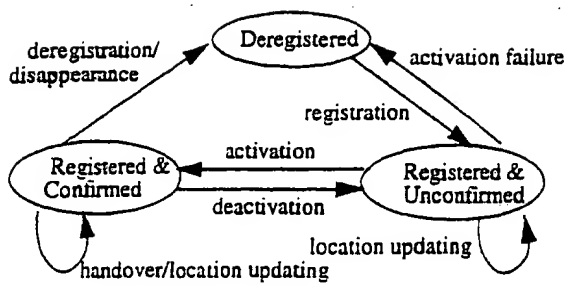 Deregistered
deregistration/
disappearance
activation failure
registration
activation
Registered &
Confirmed
Registered &
Unconfirmed
deactivation
location updating
handover/location updating